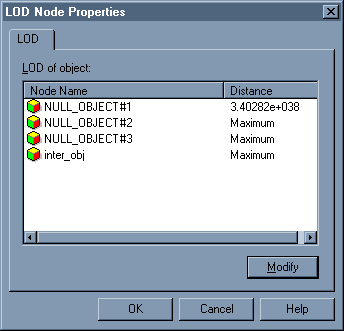 LOD Node Properties
LOD
LOD of object:
Node Name Distance
NULL_OBJECT#1 3.40282e+038
NULL_OBJECT#2 Maximum
NULL_OBJECT#3 Maximum
inter_obj Maximum
Modify
OK Cancel Help